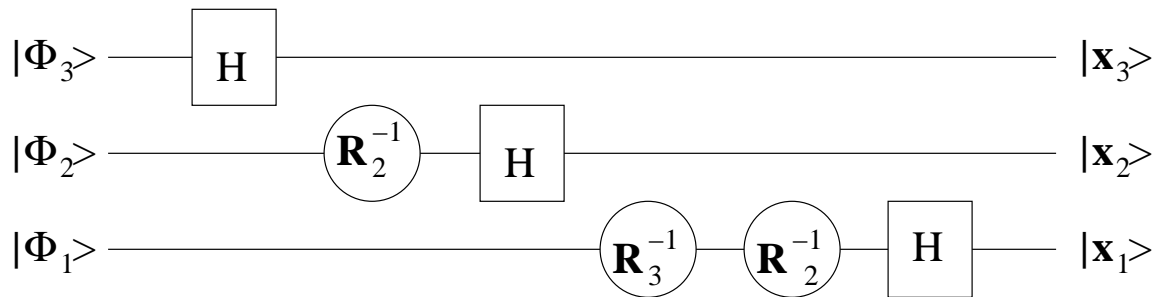 |Φ₃> H |x₃>
|Φ₂> R₂⁻¹ H |x₂>
|Φ₁> R₃⁻¹ R₂⁻¹ H |x₁>